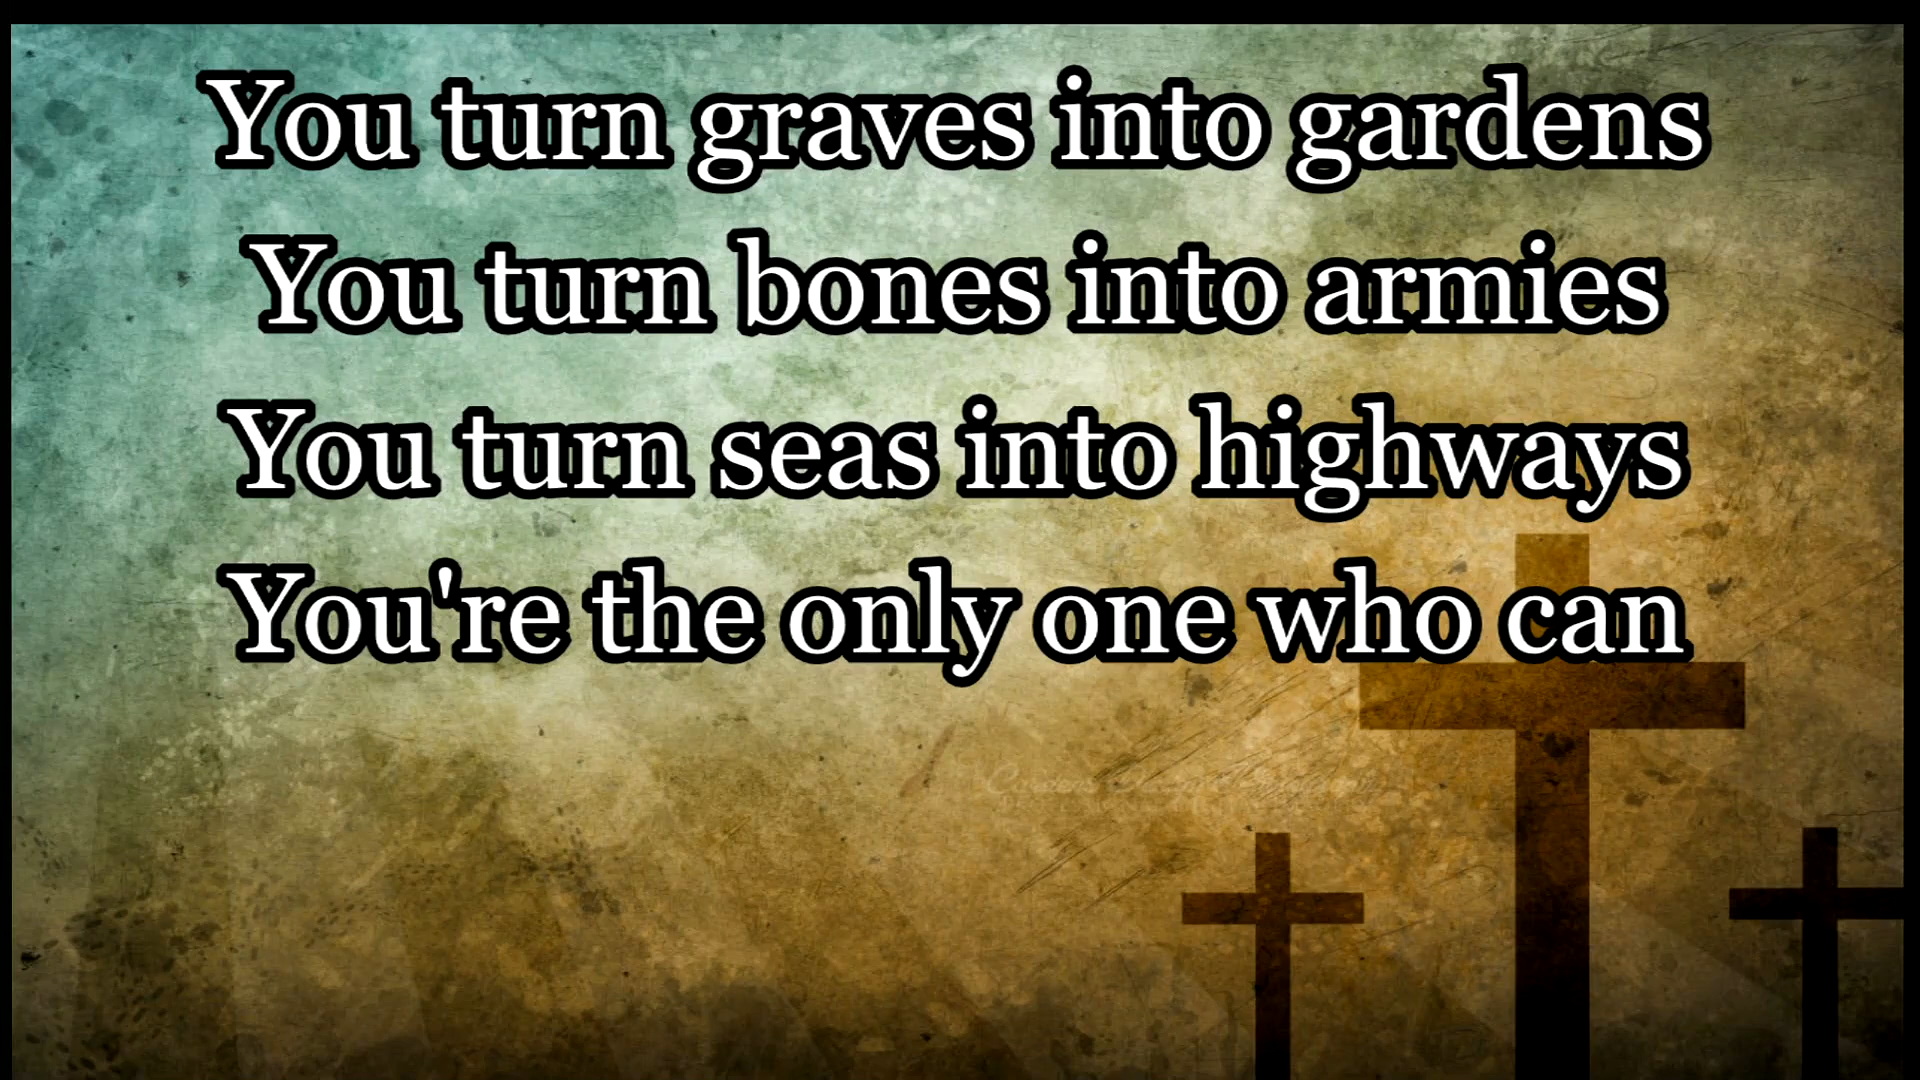 You turn graves into gardens
You turn bones into armies
You turn seas into highways
You're the only one who can